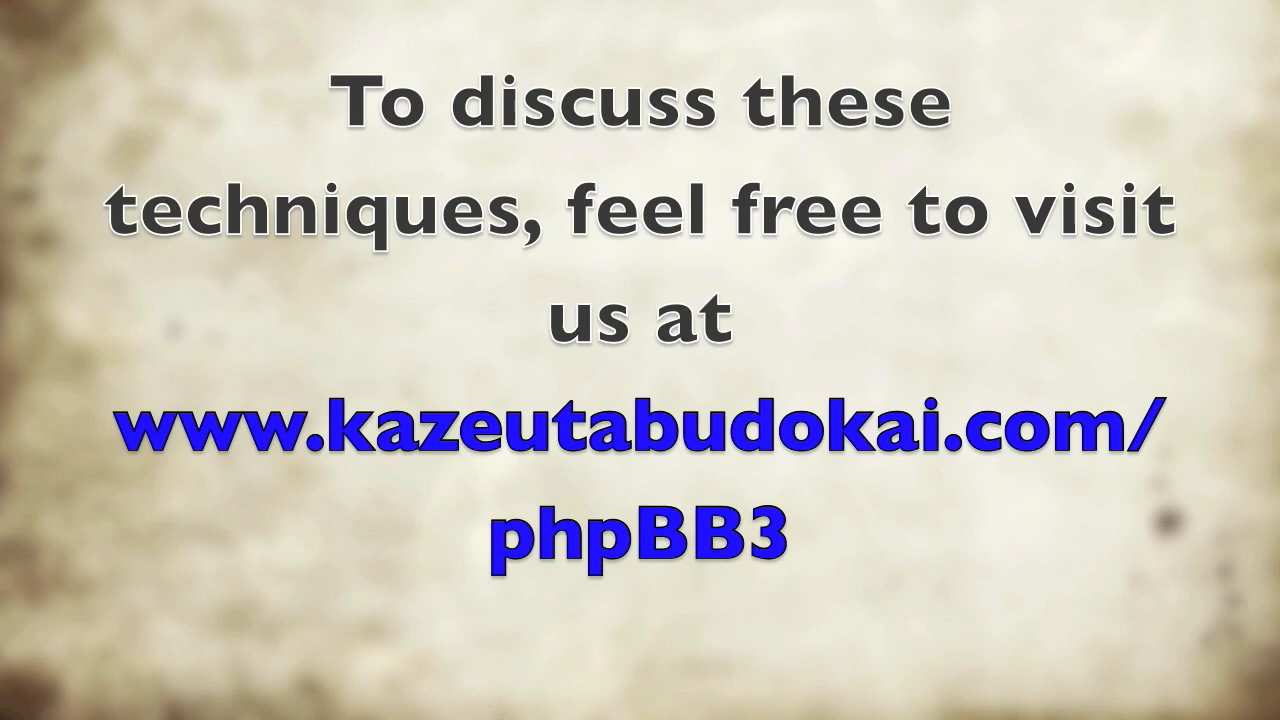 To discuss these
techniques, feel free to visit
us at
www.kazeutabudokai.com/
phpBB3